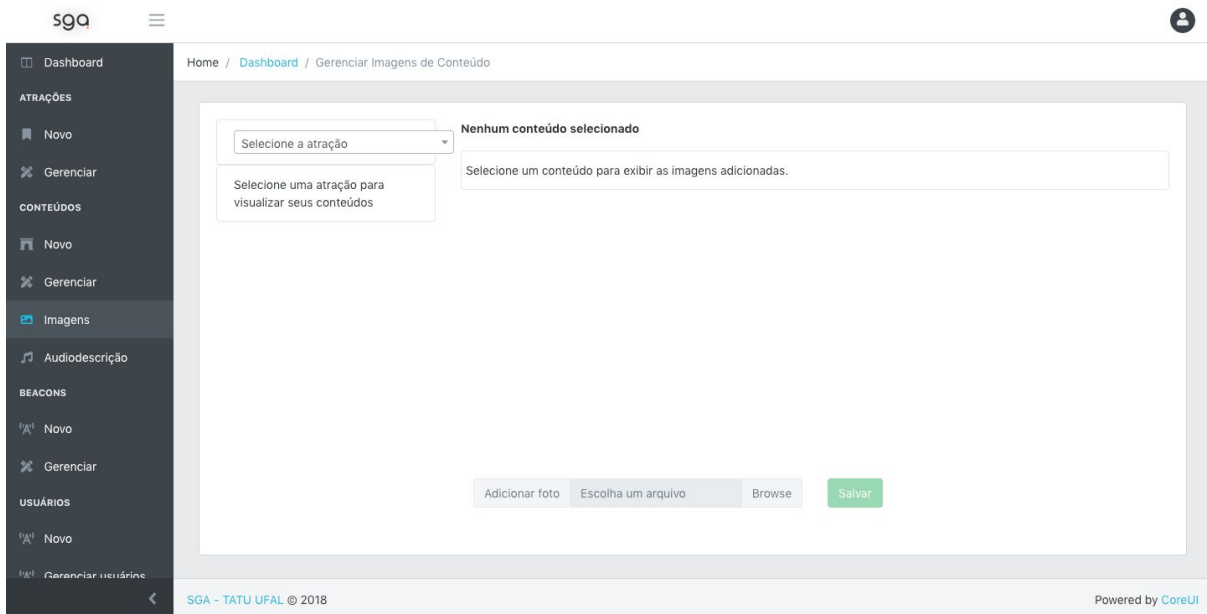 sga
Dashboard
ATRAÇÕES
Novo
Gerenciar
CONTEÚDOS
Novo
Gerenciar
Imagens
Audiodescrição
BEACONS
Novo
Gerenciar
USUÁRIOS
Novo
Gerenciar usuários
Home / Dashboard / Gerenciar Imagens de Conteúdo
Selecione a atração
Selecione uma atração para
visualizar seus conteúdos
Nenhum conteúdo selecionado
Selecione um conteúdo para exibir as imagens adicionadas.
Adicionar foto Escolha um arquivo Browse Salvar
SGA - TATU UFAL © 2018 Powered by CoreUI